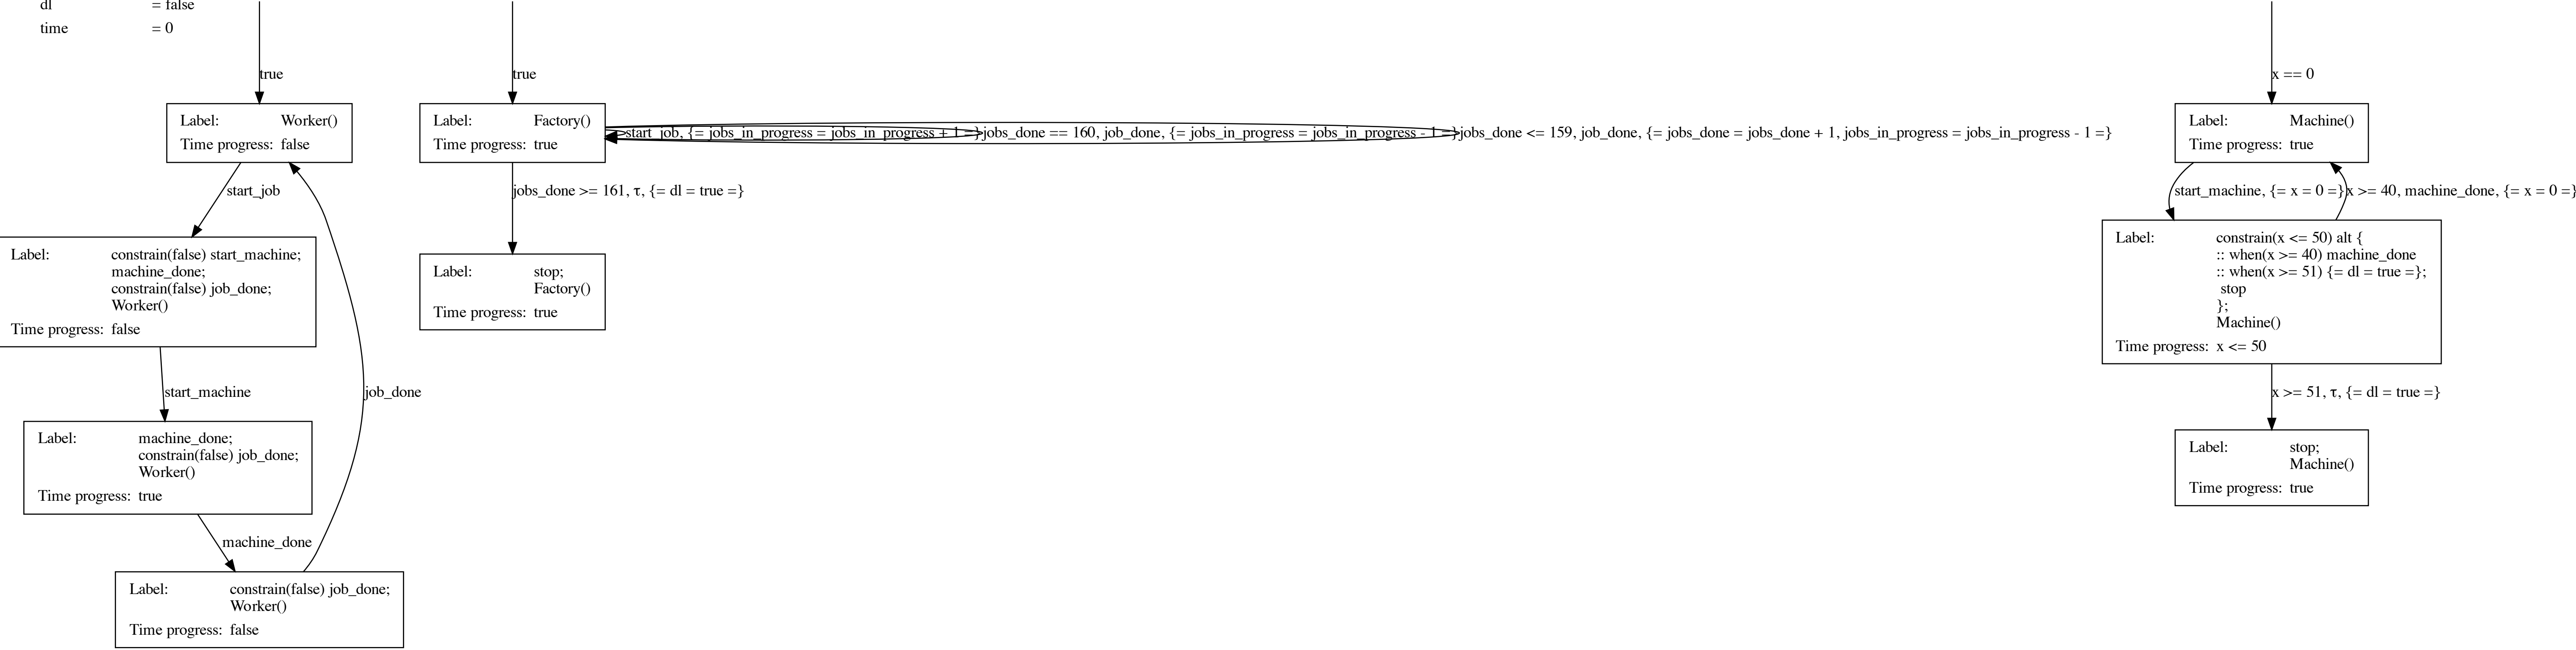 dl = false
time = 0
true
true
x == 0
Label: Worker()
Time progress: false
Label: Factory()
Time progress: true
start_job, {= jobs_in_progress = jobs_in_progress + 1 =}
jobs_done == 160, job_done, {= jobs_in_progress = jobs_in_progress - 1 =}
jobs_done <= 159, job_done, {= jobs_done = jobs_done + 1, jobs_in_progress = jobs_in_progress - 1 =}
Label: Machine()
Time progress: true
start_job
jobs_done >= 161, τ, {= dl = true =}
start_machine, {= x = 0 =}
x >= 40, machine_done, {= x = 0 =}
Label: constrain(false) start_machine;
machine_done;
constrain(false) job_done;
Worker()
Time progress: false
Label: stop;
Factory()
Time progress: true
Label: constrain(x <= 50) alt {
:: when(x >= 40) machine_done
:: when(x >= 51) {= dl = true =};
stop
};
Machine()
Time progress: x <= 50
start_machine
job_done
x >= 51, τ, {= dl = true =}
Label: machine_done;
constrain(false) job_done;
Worker()
Time progress: true
Label: stop;
Machine()
Time progress: true
machine_done
Label: constrain(false) job_done;
Worker()
Time progress: false